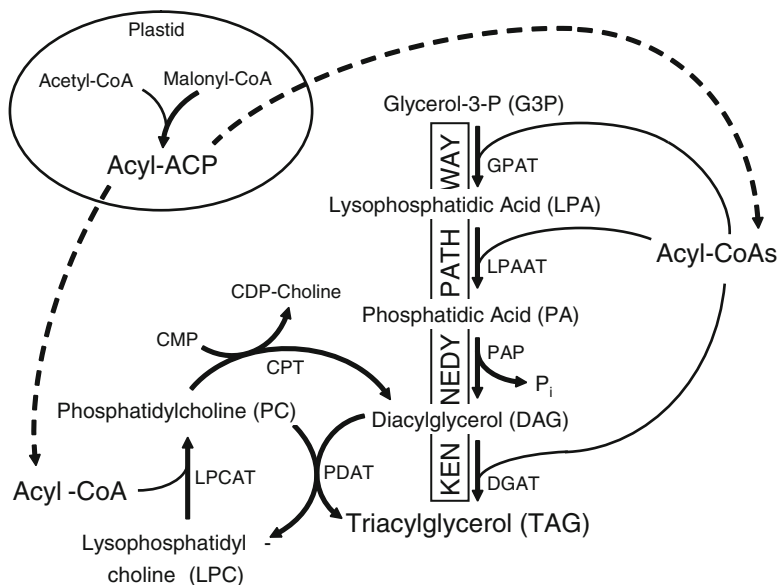 Plastid
Acetyl-CoA
Malonyl-CoA
Acyl-ACP
Glycerol-3-P (G3P)
GPAT
Lysophosphatidic Acid (LPA)
Acyl-CoAs
LPAAT
CDP-Choline
Phosphatidic Acid (PA)
CMP
CPT
PAP
Pi
Phosphatidylcholine (PC)
Diacylglycerol (DAG)
KEN NEDY PATH WAY
LPCAT
PDAT
DGAT
Acyl -CoA
Triacylglycerol (TAG)
Lysophosphatidyl -
choline (LPC)